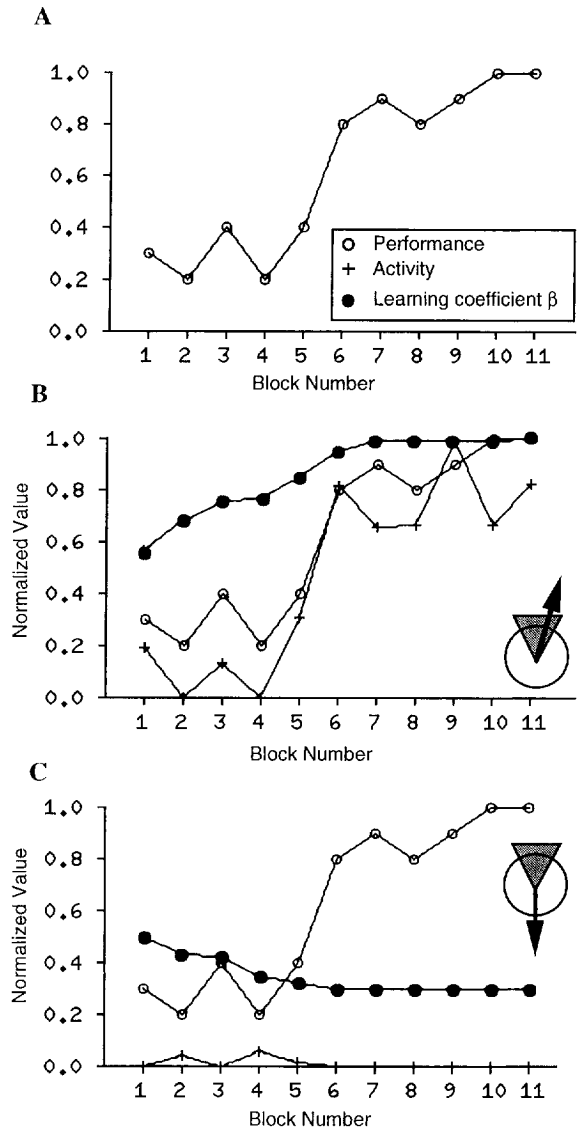 A
1.0
0.8
0.6
0.4
0.2
0.0
Performance
Activity
Learning coefficient β
1 2 3 4 5 6 7 8 9 10 11
Block Number
B
Normalized Value
1.0
0.8
0.6
0.4
0.2
0.0
1 2 3 4 5 6 7 8 9 10 11
Block Number
C
Normalized Value
1.0
0.8
0.6
0.4
0.2
0.0
1 2 3 4 5 6 7 8 9 10 11
Block Number